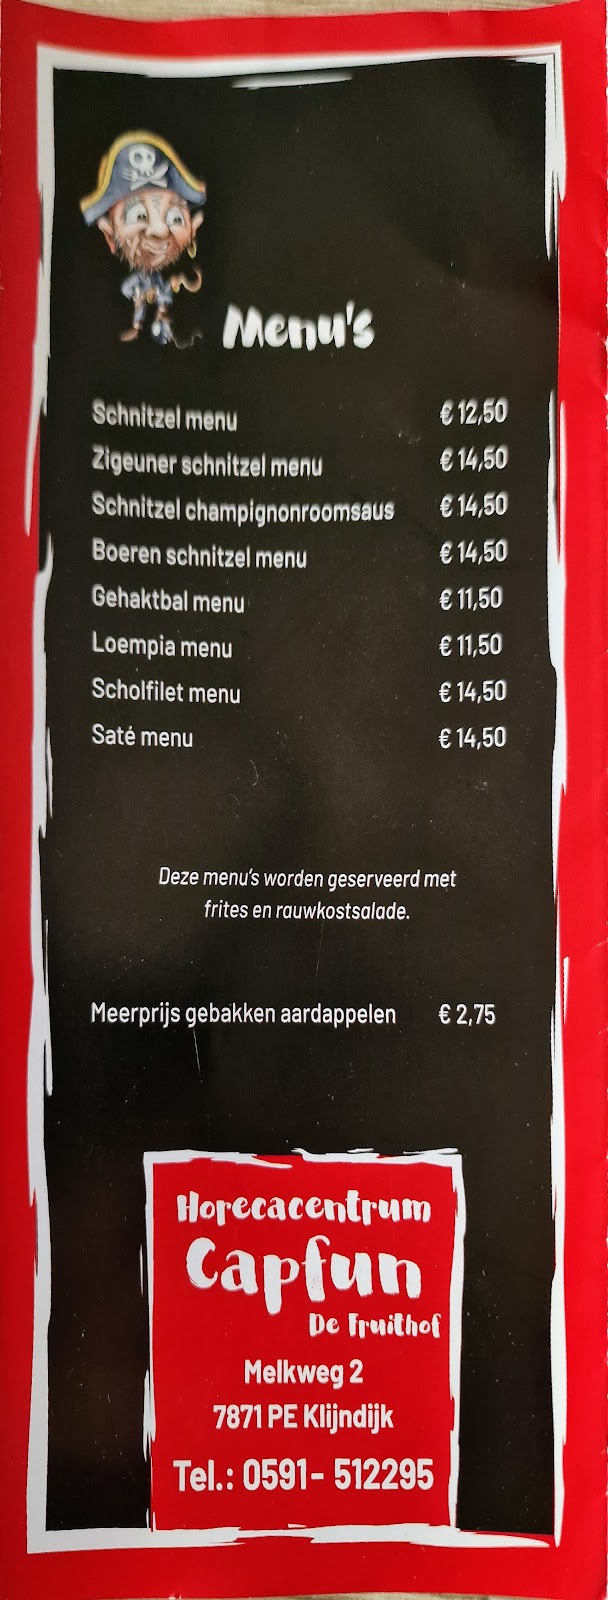 Menu's
Schnitzel menu € 12,50
Zigeuner schnitzel menu € 14,50
Schnitzel champignonroomsaus € 14,50
Boeren schnitzel menu € 14,50
Gehaktbal menu € 11,50
Loempia menu € 11,50
Scholfilet menu € 14,50
Saté menu € 14,50
Deze menu's worden geserveerd met
frites en rauwkostsalade.
Meerprijs gebakken aardappelen € 2,75
Horecacentrum
Capfun
De Fruithof
Melkweg 2
7871 PE Klijndijk
Tel.: 0591- 512295